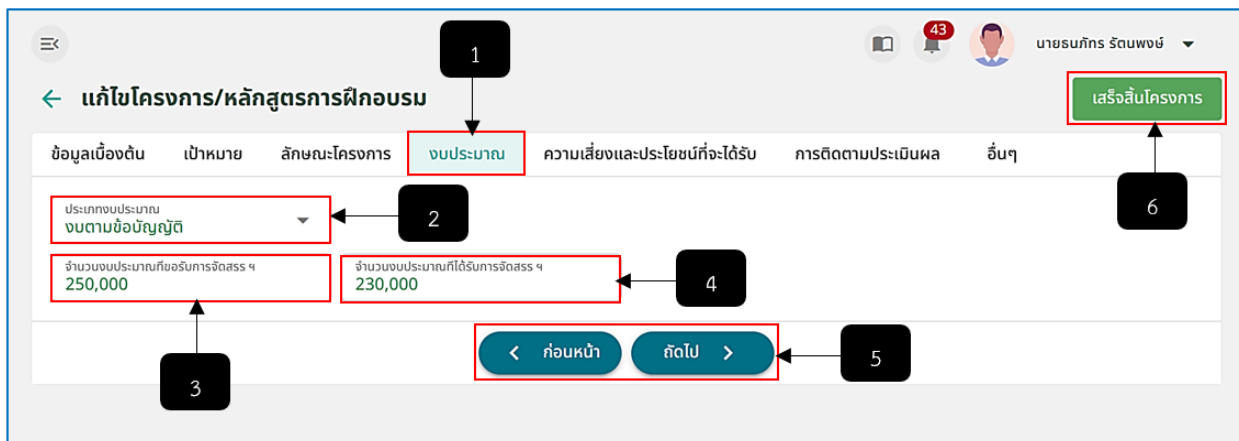 1
43
นายธนภัทร รัตนพงษ์
แก้ไขโครงการ/หลักสูตรการฝึกอบรม
เสร็จสิ้นโครงการ
ข้อมูลเบื้องต้น เป้าหมาย ลักษณะโครงการ งบประมาณ ความเสี่ยงและประโยชน์ที่จะได้รับ การติดตามประเมินผล อื่นๆ
ประเภทงบประมาณ
งบตามข้อบัญญัติ
2
6
จำนวนงบประมาณที่ขอรับการจัดสรร ฯ จำนวนงบประมาณที่ได้รับการจัดสรร ฯ
250,000 230,000
4
ก่อนหน้า ถัดไป
5
3